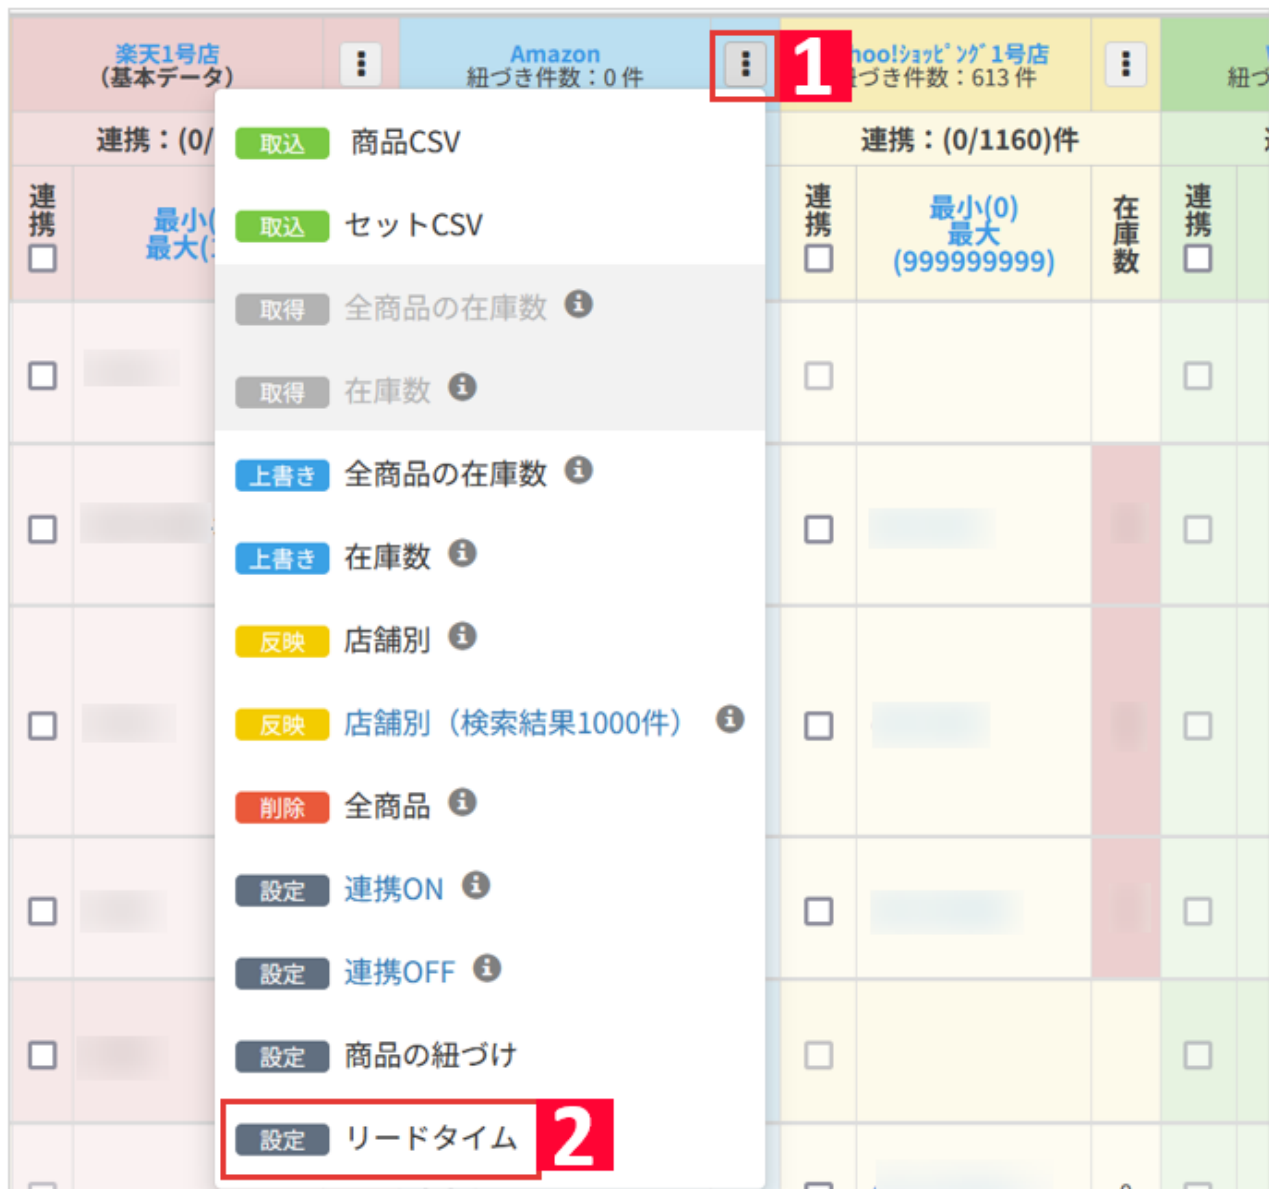 楽天1号店
(基本データ)
Amazon
紐づき件数：0 件
1
hoo!ｼｮｯﾋﾟﾝｸﾞ1号店
づき件数：613 件
紐づ
連携：(0/
連携：(0/1160)件
連携
最小(
最大(
連携
最小(0)
最大
(999999999)
在庫数
連携
取込 商品CSV
取込 セットCSV
取得 全商品の在庫数
取得 在庫数
上書き 全商品の在庫数
上書き 在庫数
反映 店舗別
反映 店舗別（検索結果1000件）
削除 全商品
設定 連携ON
設定 連携OFF
設定 商品の紐づけ
設定 リードタイム
2